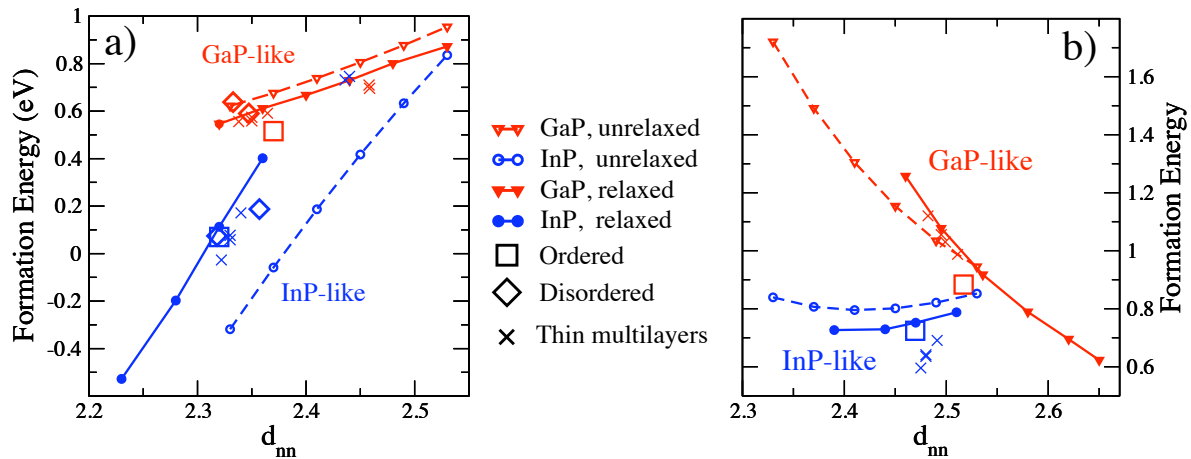 a)
GaP-like
InP-like
1
0.8
0.6
0.4
0.2
0
-0.2
-0.4
Formation Energy (eV)
2.2
2.3
2.4
2.5
d_nn
GaP, unrelaxed
InP, unrelaxed
GaP, relaxed
InP, relaxed
Ordered
Disordered
Thin multilayers
b)
GaP-like
InP-like
1.6
1.4
1.2
1
0.8
0.6
Formation Energy
2.3
2.4
2.5
2.6
d_nn